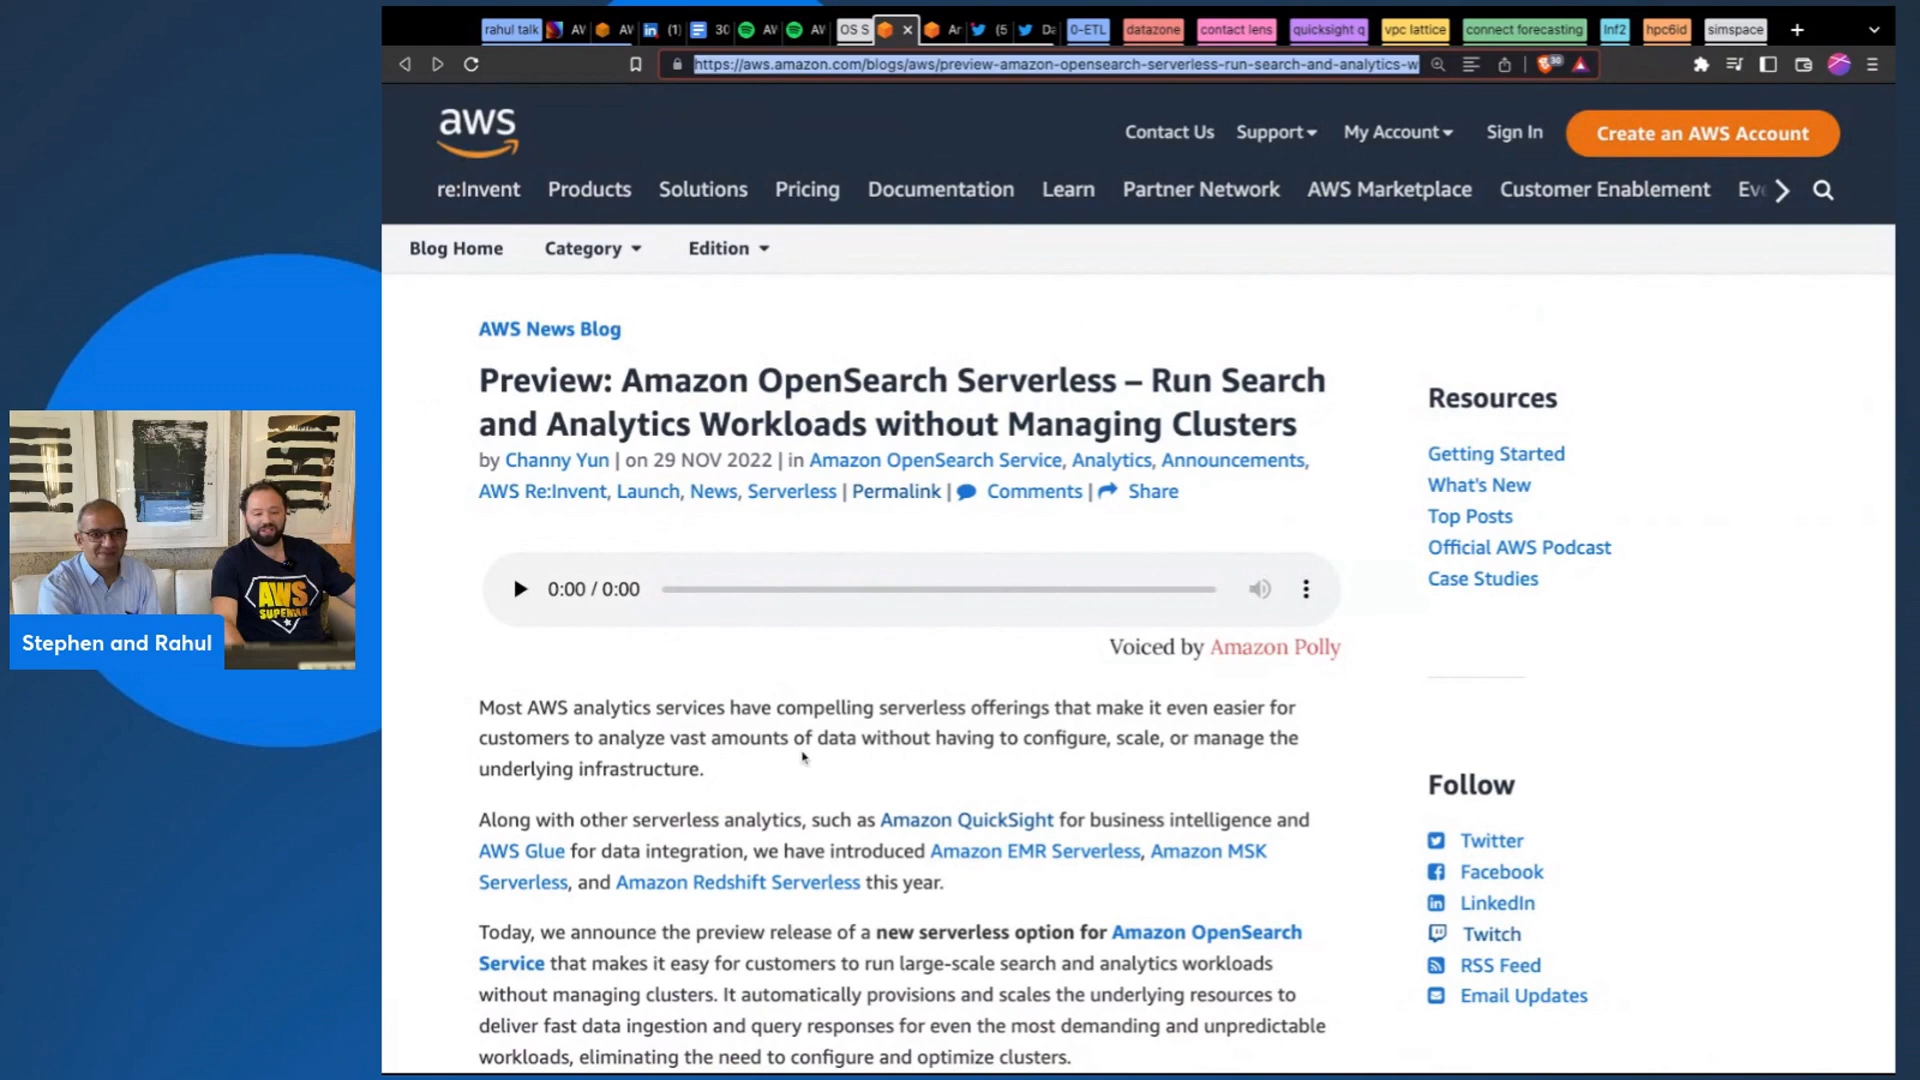 rahul talk AV AV (1) 30 AV AV OS S Ar (5 Da 0-ETL datazone contact lens quicksight q vpc lattice connect forecasting Inf2 hpc6id simspace
https://aws.amazon.com/blogs/aws/preview-amazon-opensearch-serverless-run-search-and-analytics-w 30
aws
Contact Us Support My Account Sign In Create an AWS Account
re:Invent Products Solutions Pricing Documentation Learn Partner Network AWS Marketplace Customer Enablement Eve
Blog Home Category Edition
AWS News Blog
Preview: Amazon OpenSearch Serverless – Run Search
and Analytics Workloads without Managing Clusters
by Channy Yun | on 29 NOV 2022 | in Amazon OpenSearch Service, Analytics, Announcements,
AWS Re:Invent, Launch, News, Serverless | Permalink | Comments | Share
0:00 / 0:00
Voiced by Amazon Polly
Most AWS analytics services have compelling serverless offerings that make it even easier for
customers to analyze vast amounts of data without having to configure, scale, or manage the
underlying infrastructure.
Along with other serverless analytics, such as Amazon QuickSight for business intelligence and
AWS Glue for data integration, we have introduced Amazon EMR Serverless, Amazon MSK
Serverless, and Amazon Redshift Serverless this year.
Today, we announce the preview release of a new serverless option for Amazon OpenSearch
Service that makes it easy for customers to run large-scale search and analytics workloads
without managing clusters. It automatically provisions and scales the underlying resources to
deliver fast data ingestion and query responses for even the most demanding and unpredictable
workloads, eliminating the need to configure and optimize clusters.
Resources
Getting Started
What's New
Top Posts
Official AWS Podcast
Case Studies
Follow
Twitter
Facebook
LinkedIn
Twitch
RSS Feed
Email Updates
AWS
Stephen and Rahul